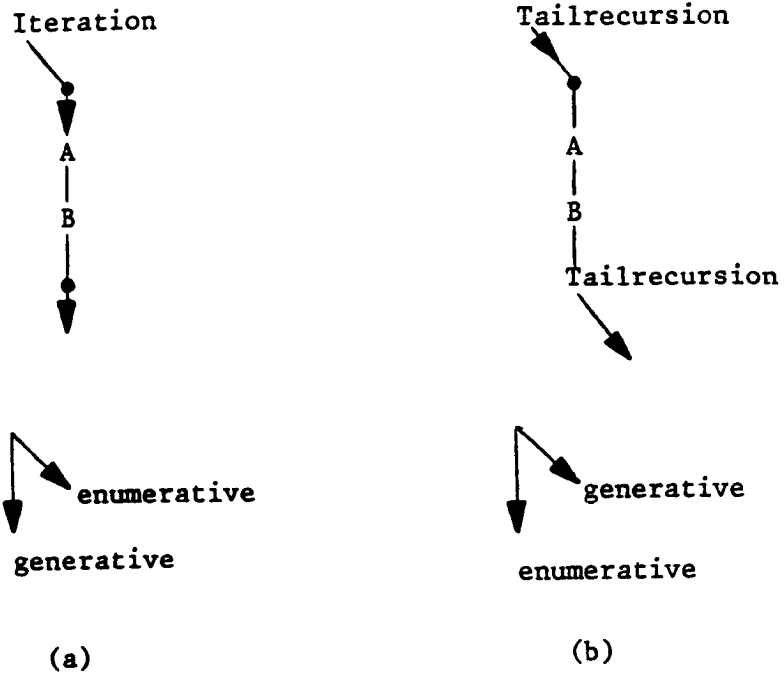 Iteration
A
B
enumerative
generative
(a)
Tailrecursion
A
B
Tailrecursion
generative
enumerative
(b)